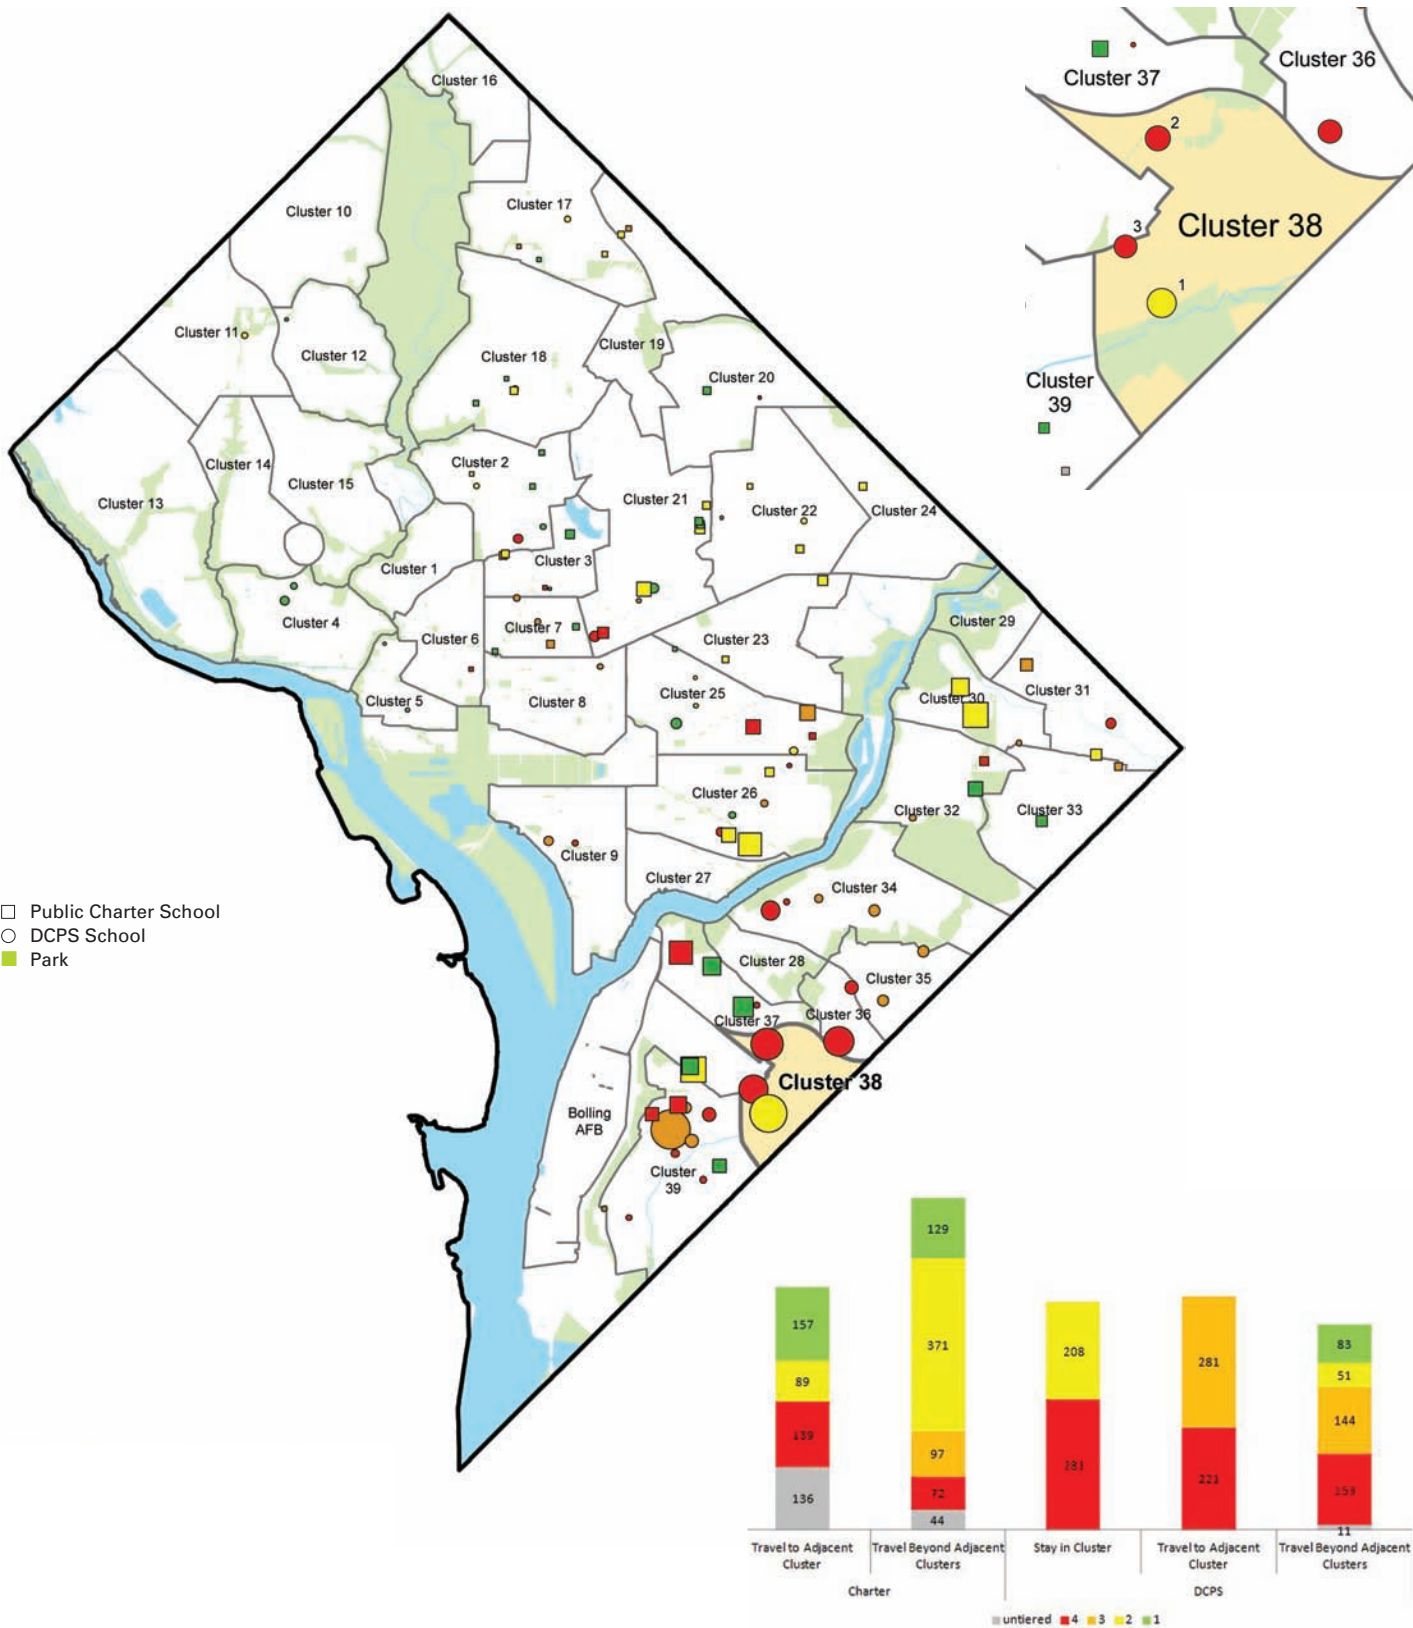 Cluster 16
Cluster 10
Cluster 17
Cluster 11
Cluster 12
Cluster 18
Cluster 19
Cluster 20
Cluster 14
Cluster 15
Cluster 13
Cluster 2
Cluster 21
Cluster 22
Cluster 24
Cluster 1
Cluster 3
Cluster 4
Cluster 6
Cluster 7
Cluster 23
Cluster 29
Cluster 5
Cluster 8
Cluster 25
Cluster 30
Cluster 31
Cluster 26
Cluster 32
Cluster 33
Cluster 9
Cluster 27
Cluster 34
Cluster 28
Cluster 35
Cluster 37
Cluster 36
Cluster 38
Bolling
AFB
Cluster
39
Cluster 37
Cluster 36
2
3
Cluster 38
1
Cluster
39
Public Charter School
DCPS School
Park
157
89
139
136
129
371
97
72
44
208
281
281
221
83
51
144
153
11
Travel to Adjacent
Cluster
Travel Beyond Adjacent
Clusters
Stay in Cluster
Travel to Adjacent
Cluster
Travel Beyond Adjacent
Clusters
Charter
DCPS
untiered 4 3 2 1